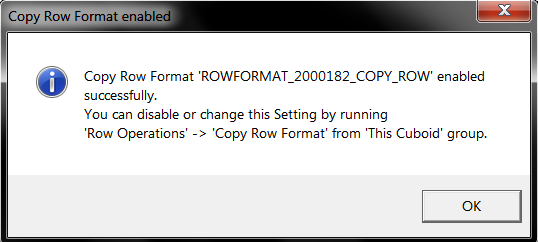 Copy Row Format enabled
Copy Row Format 'ROWFORMAT_2000182_COPY_ROW' enabled
successfully.
You can disable or change this Setting by running
'Row Operations' -> 'Copy Row Format' from 'This Cuboid' group.
OK